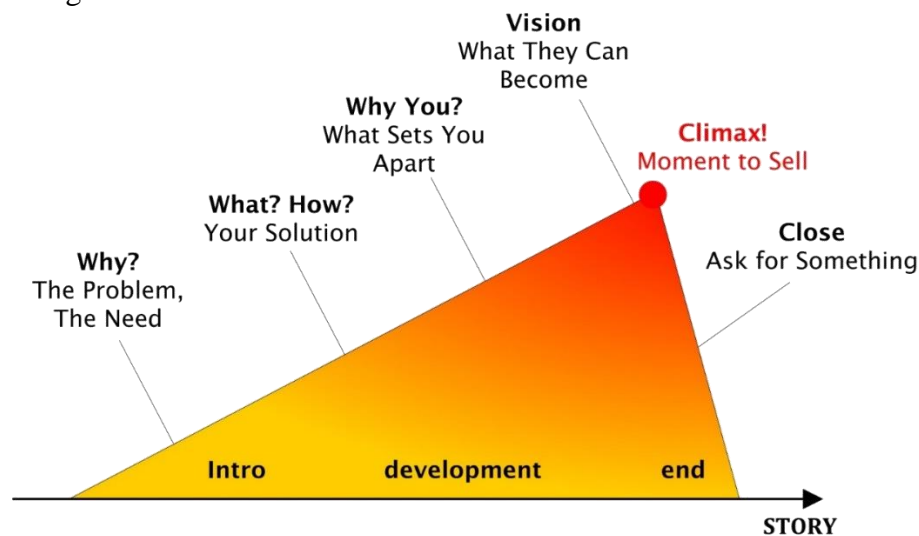 Vision
What They Can
Become
Why You?
What Sets You
Apart
Climax!
Moment to Sell
What? How?
Your Solution
Close
Ask for Something
Why?
The Problem,
The Need
Intro development end
STORY